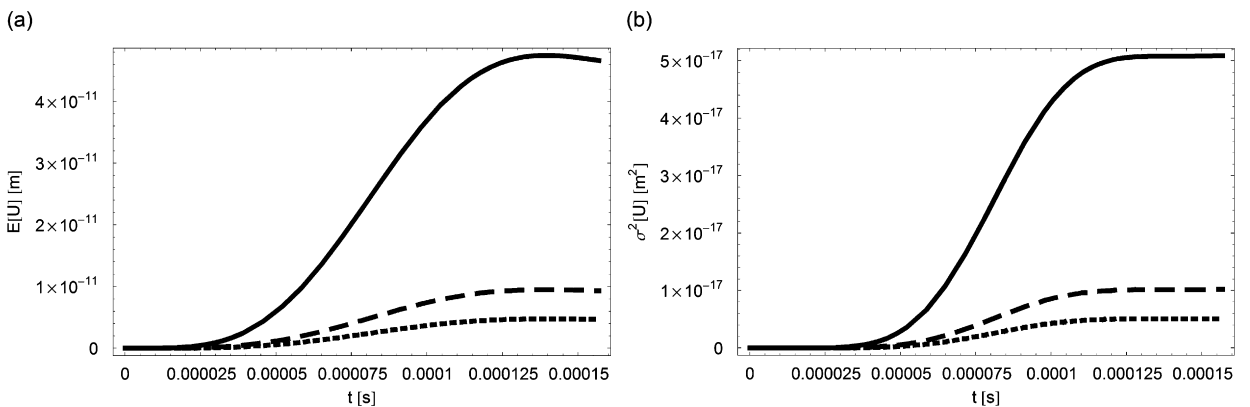 (a)
(b)
E[U] [m]
4×10⁻¹¹
3×10⁻¹¹
2×10⁻¹¹
1×10⁻¹¹
0
0 0.000025 0.00005 0.000075 0.0001 0.000125 0.00015
t [s]
σ²[U] [m²]
5×10⁻¹⁷
4×10⁻¹⁷
3×10⁻¹⁷
2×10⁻¹⁷
1×10⁻¹⁷
0
0 0.000025 0.00005 0.000075 0.0001 0.000125 0.00015
t [s]